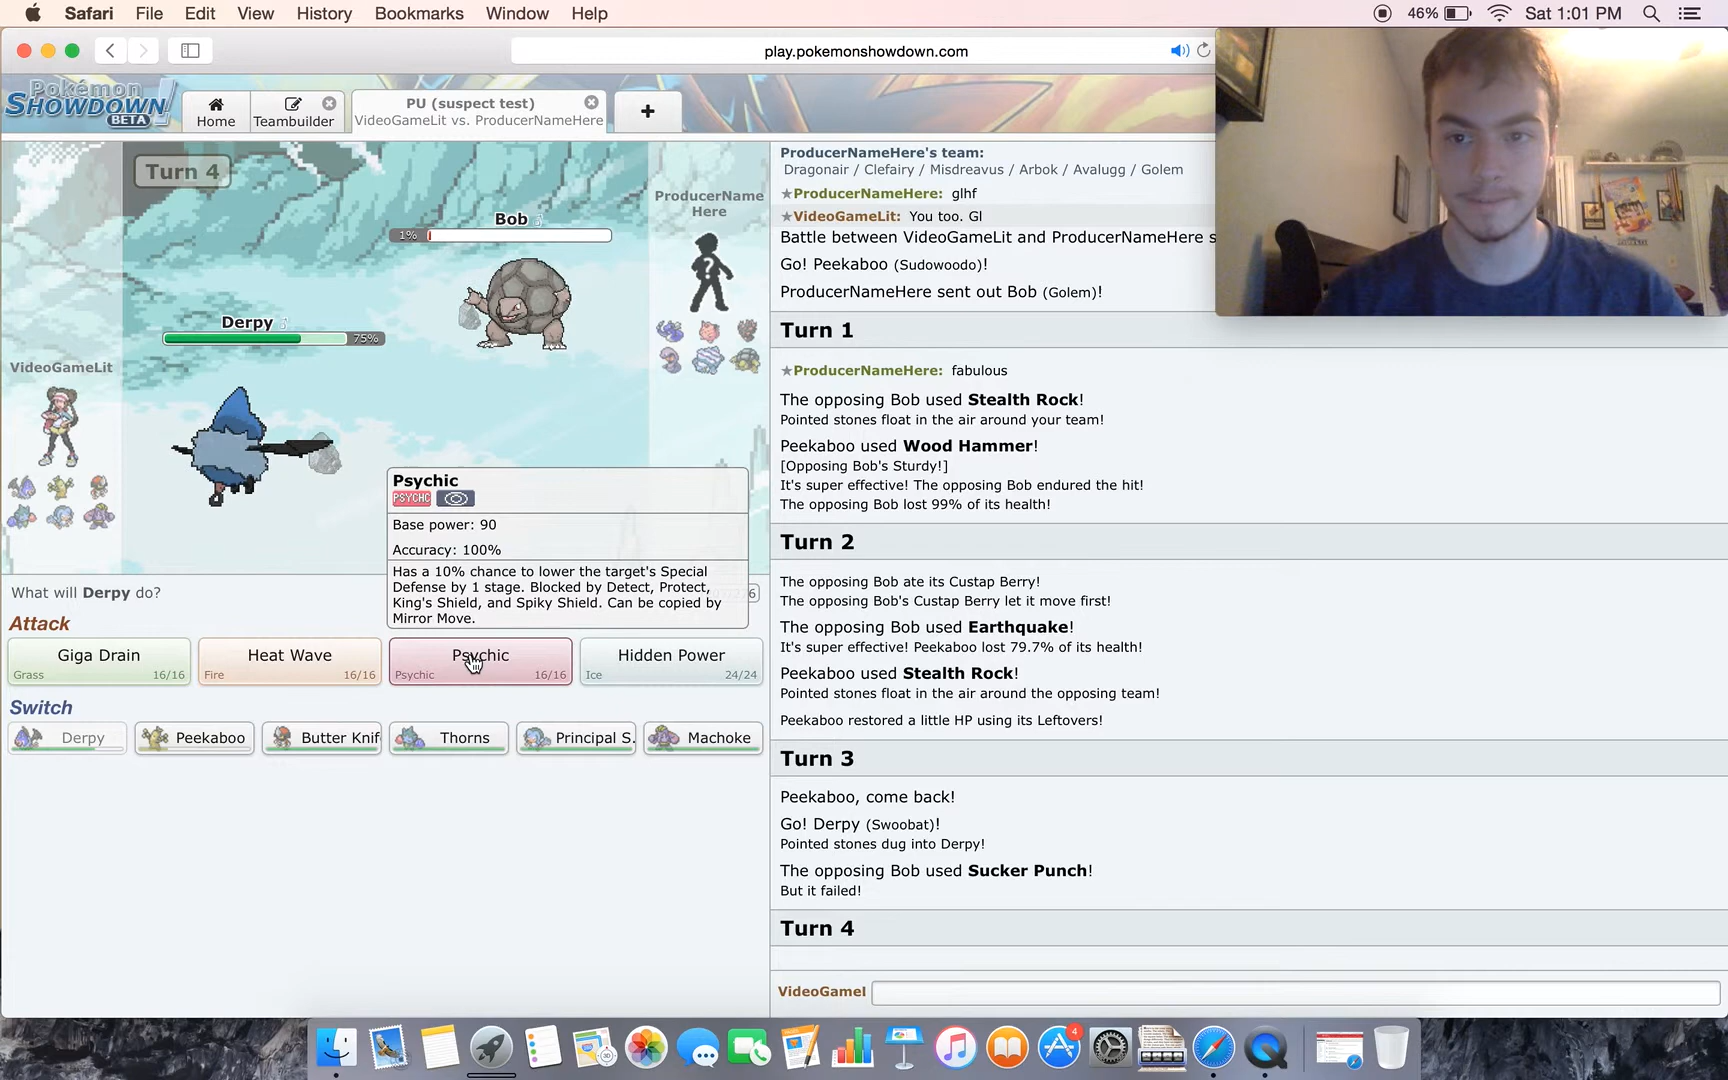 Safari File Edit View History Bookmarks Window Help 46% Sat 1:01 PM
play.pokemonshowdown.com
Pokémon
SHOWDOWN!
BETA
Home
Teambuilder
PU (suspect test)
VideoGameLit vs. ProducerNameHere
+
Turn 4
Bob
1%
Derpy
75%
VideoGameLit
ProducerName
Here
?
Psychic
PSYCHC
Base power: 90
Accuracy: 100%
Has a 10% chance to lower the target's Special
Defense by 1 stage. Blocked by Detect, Protect,
King's Shield, and Spiky Shield. Can be copied by
Mirror Move.
What will Derpy do?
Attack
Giga Drain
Grass 16/16
Heat Wave
Fire 16/16
Psychic
Psychic 16/16
Hidden Power
Ice 24/24
Switch
Derpy
Peekaboo
Butter Knif
Thorns
Principal S.
Machoke
ProducerNameHere's team:
Dragonair / Clefairy / Misdreavus / Arbok / Avalugg / Golem
★ProducerNameHere: glhf
★VideoGameLit: You too. Gl
Battle between VideoGameLit and ProducerNameHere s
Go! Peekaboo (Sudowoodo)!
ProducerNameHere sent out Bob (Golem)!
Turn 1
★ProducerNameHere: fabulous
The opposing Bob used Stealth Rock!
Pointed stones float in the air around your team!
Peekaboo used Wood Hammer!
[Opposing Bob's Sturdy!]
It's super effective! The opposing Bob endured the hit!
The opposing Bob lost 99% of its health!
Turn 2
The opposing Bob ate its Custap Berry!
The opposing Bob's Custap Berry let it move first!
The opposing Bob used Earthquake!
It's super effective! Peekaboo lost 79.7% of its health!
Peekaboo used Stealth Rock!
Pointed stones float in the air around the opposing team!
Peekaboo restored a little HP using its Leftovers!
Turn 3
Peekaboo, come back!
Go! Derpy (Swoobat)!
Pointed stones dug into Derpy!
The opposing Bob used Sucker Punch!
But it failed!
Turn 4
VideoGameL
4